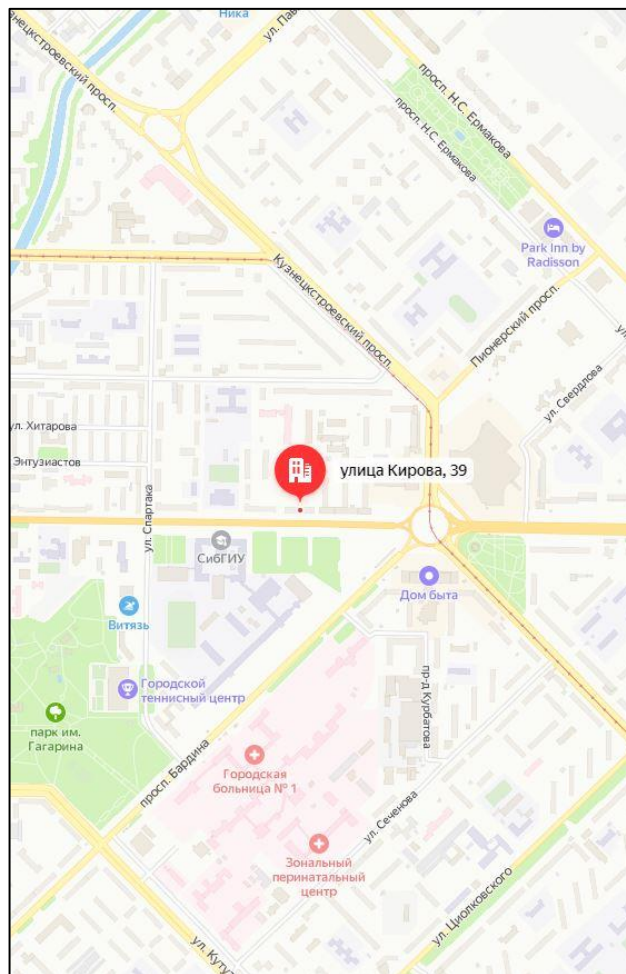 Ника
ул. Пав
знецкстроевский просп.
просп. Н.С. Ермакова
просп. Н.С. Ермакова
Park Inn by
Radisson
Кузнецкстроевский просп.
Пионерский просп.
ул. Свердлова
ул. Хитарова
Энтузиастов
улица Кирова, 39
ул. Спартака
СибГИУ
Дом быта
Витязь
Городской
теннисный центр
пр-д Курбатова
парк им.
Гагарина
просп. Бардина
Городская
больница № 1
ул. Сеченова
Зональный
перинатальный
центр
ул. Циолковского
ул. Куту